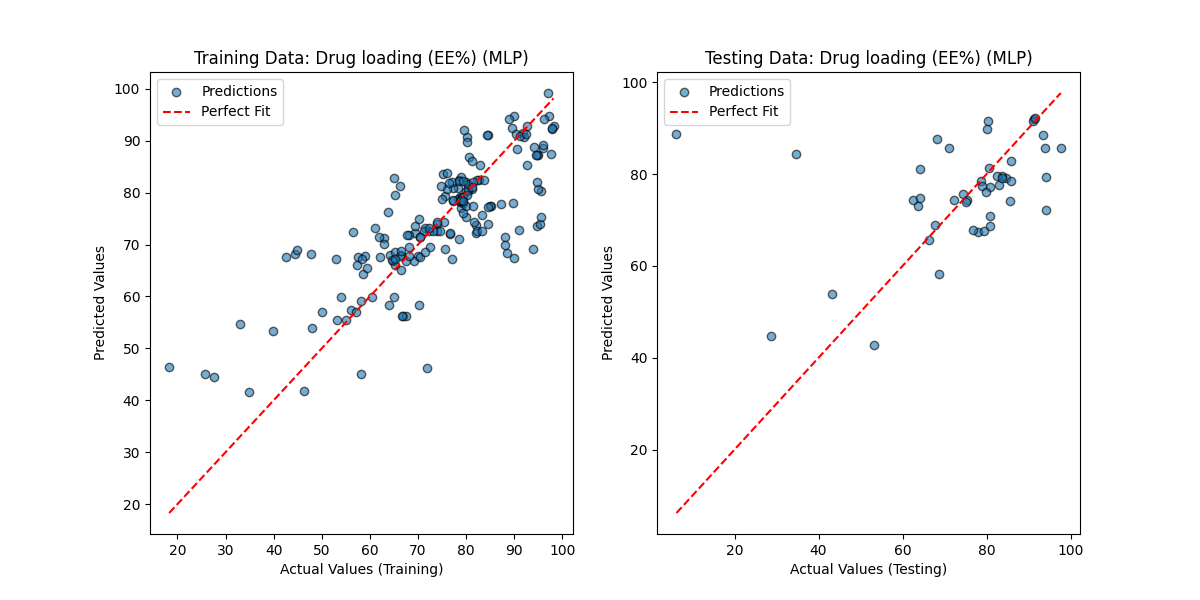 Training Data: Drug loading (EE%) (MLP)
Predictions
Perfect Fit
Predicted Values
100
90
80
70
60
50
40
30
20
20 30 40 50 60 70 80 90 100
Actual Values (Training)
Testing Data: Drug loading (EE%) (MLP)
Predictions
Perfect Fit
Predicted Values
100
80
60
40
20
20 40 60 80 100
Actual Values (Testing)